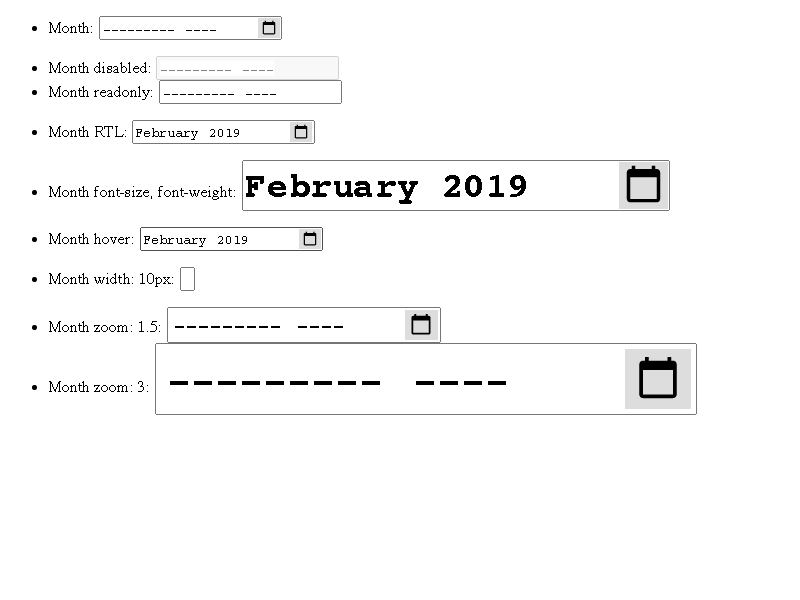 Month: --------- ----
Month disabled: --------- ----
Month readonly: --------- ----
Month RTL: February 2019
Month font-size, font-weight: February 2019
Month hover: February 2019
Month width: 10px:
Month zoom: 1.5: --------- ----
Month zoom: 3: --------- ----